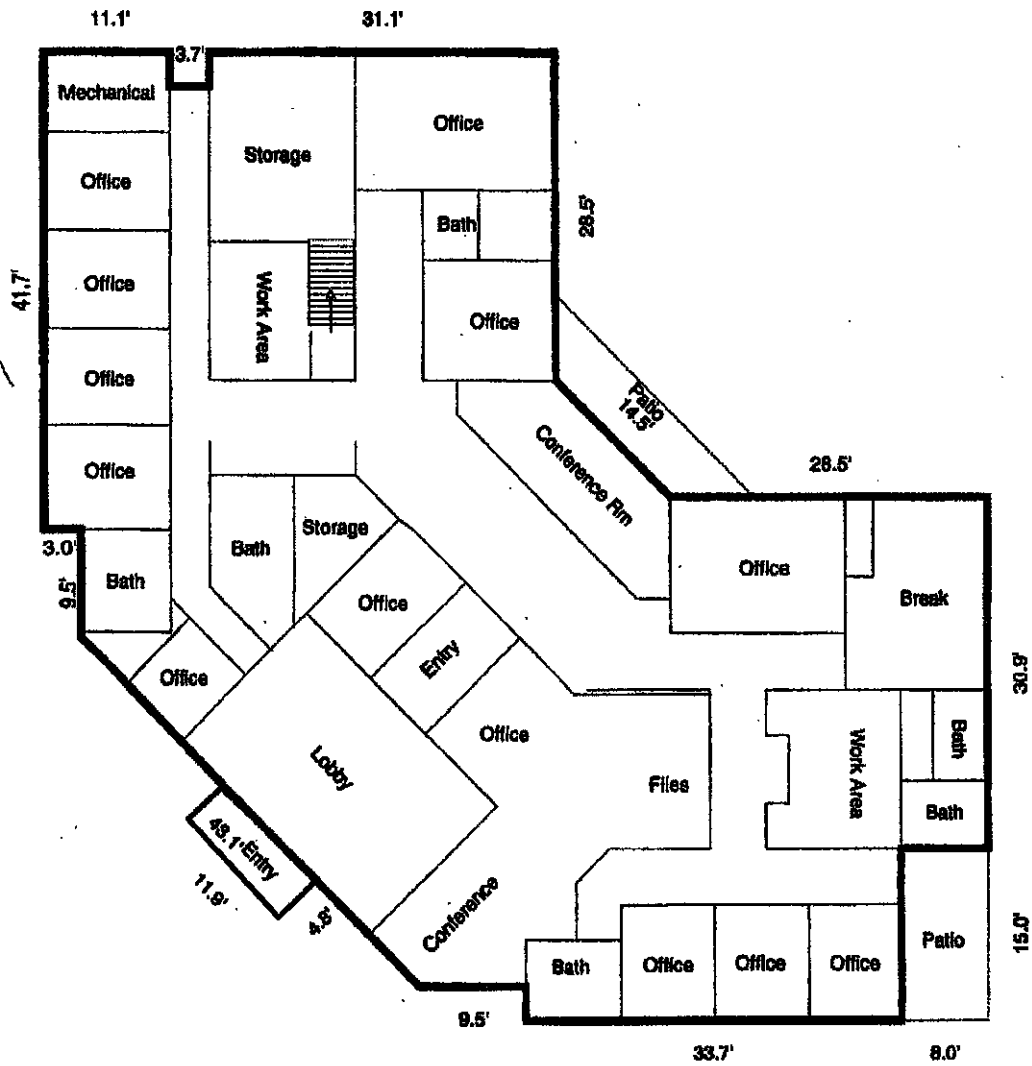 11.1'
31.1'
3.7'
Mechanical
Office
Storage
Office
28.5'
Bath
Office
41.7'
Work Area
Office
Office
Patio
14.5'
Office
Conference Rm
28.5'
3.0'
9.5'
Bath
Bath
Storage
Office
Office
Break
Entry
Office
30.9'
Lobby
Office
Files
Work Area
Bath
Bath
43.1'
Entry
11.9'
4.8'
Conference
Patio
15.0'
Bath
Office
Office
Office
9.5'
33.7'
8.0'